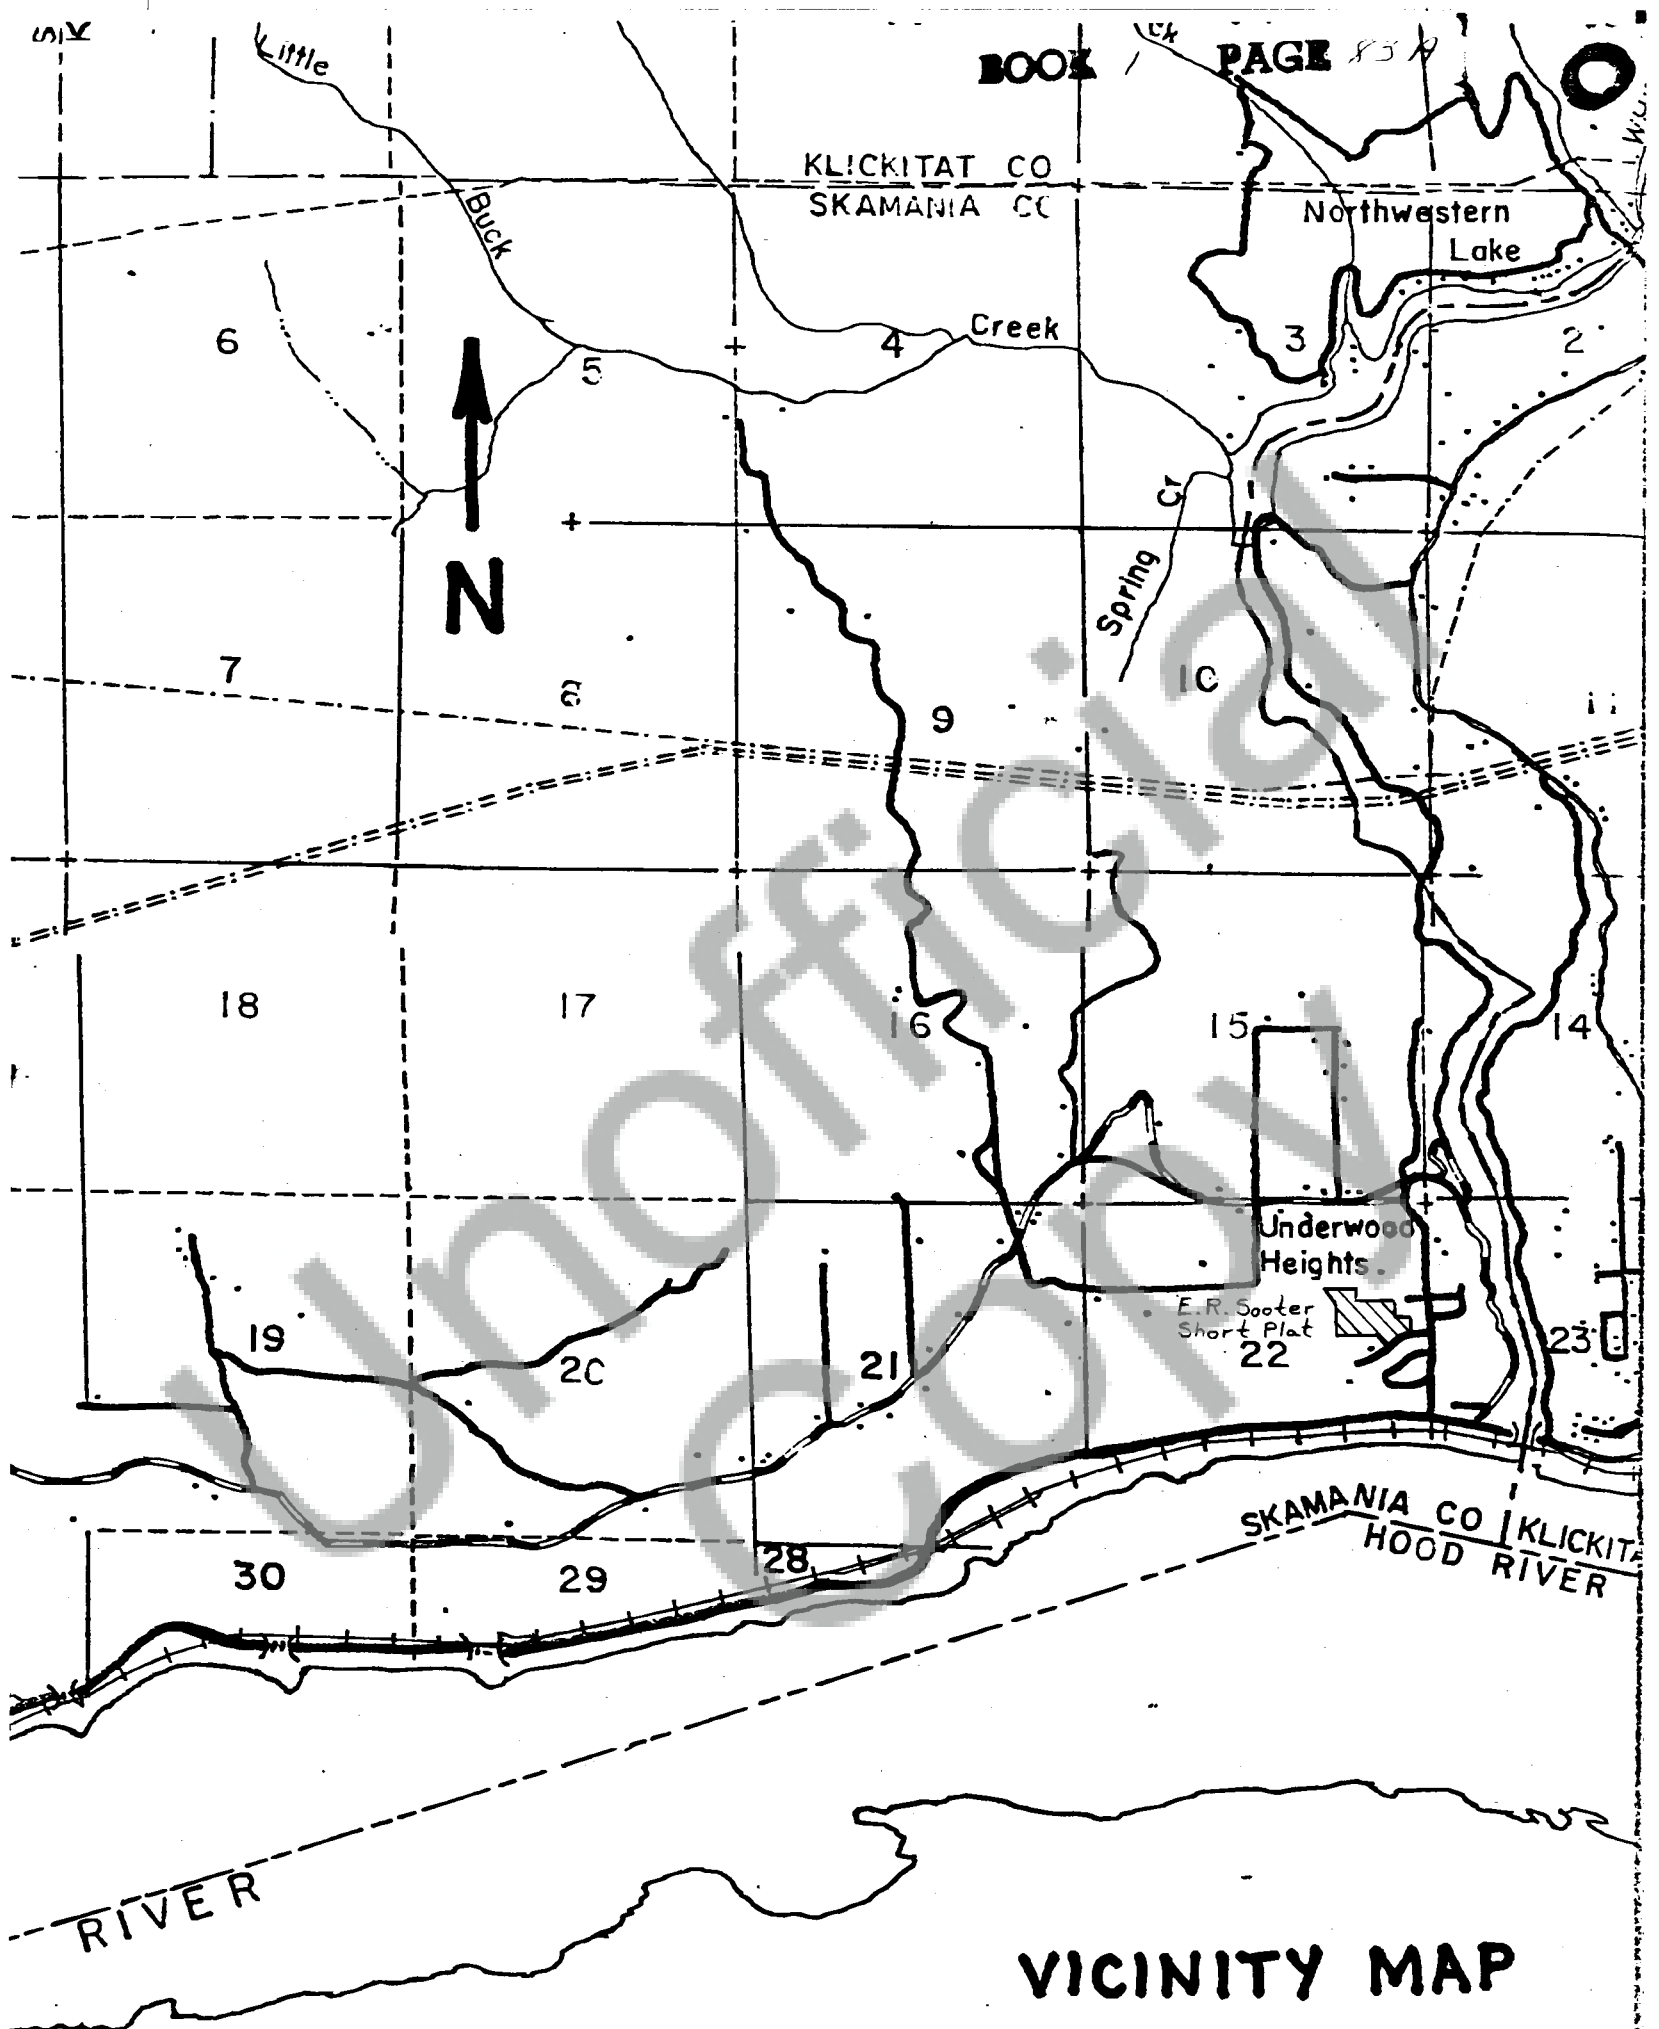 BOOK / PAGE 83A
Little
KLICKITAT CO
SKAMANIA CO
Buck
Northwestern
Lake
6
5
4
Creek
3
2
N
Spring Cr
7
8
9
10
11
18
17
16
15
14
Underwood
Heights
E.R. Sooter
Short Plat
19
20
21
22
23
30
29
28
SKAMANIA CO KLICKITA
HOOD RIVER
RIVER
VICINITY MAP
Unofficial
Copy